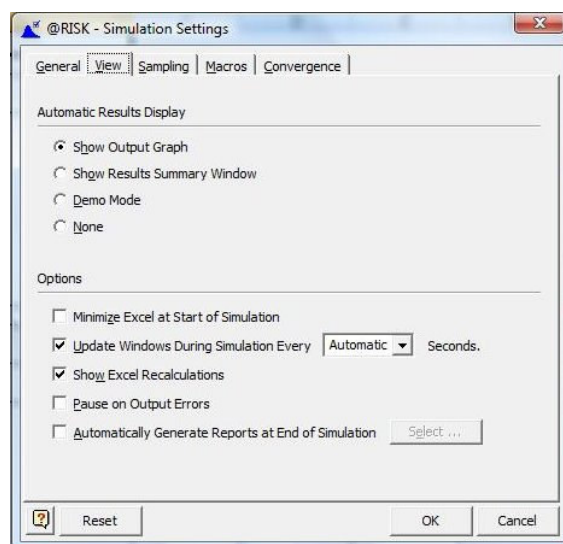 @RISK - Simulation Settings
General View Sampling Macros Convergence
Automatic Results Display
Show Output Graph
Show Results Summary Window
Demo Mode
None
Options
Minimize Excel at Start of Simulation
Update Windows During Simulation Every Automatic Seconds.
Show Excel Recalculations
Pause on Output Errors
Automatically Generate Reports at End of Simulation Select ...
Reset OK Cancel